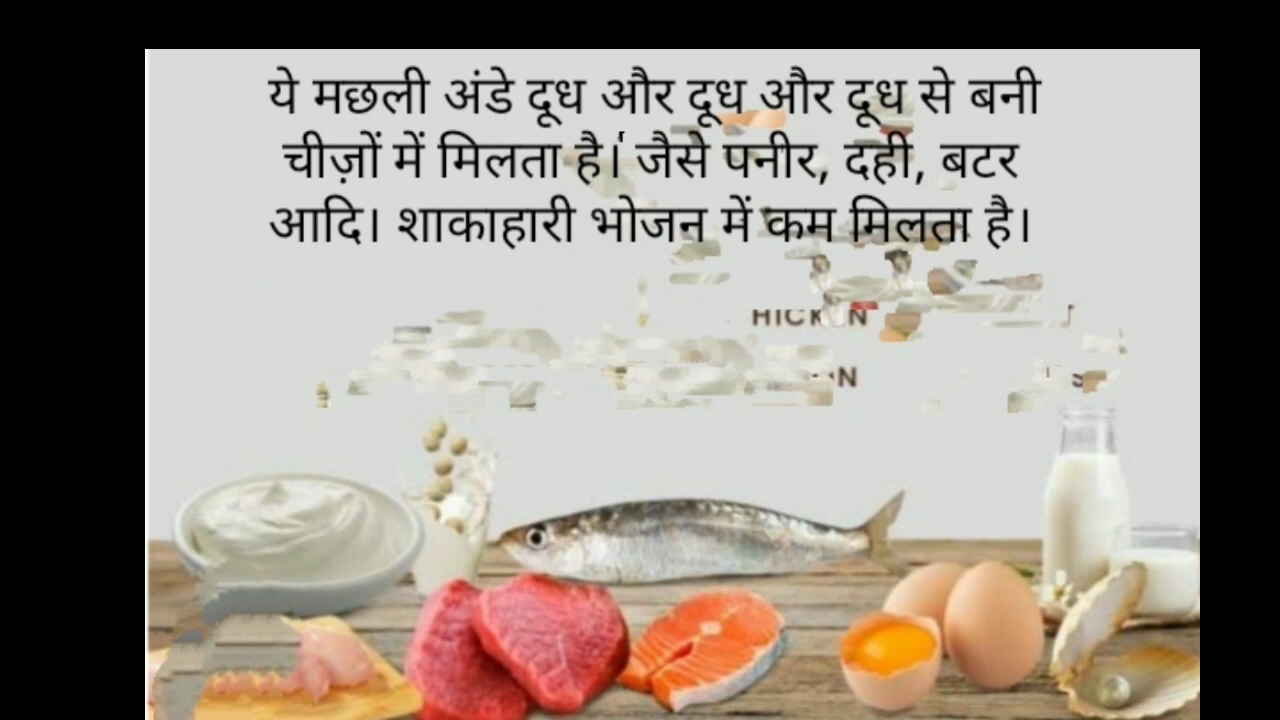 ये मछली अंडे दूध और दूध और दूध से बनी
चीज़ों में मिलता है। जैसे पनीर, दही, बटर
आदि। शाकाहारी भोजन में कम मिलता है।